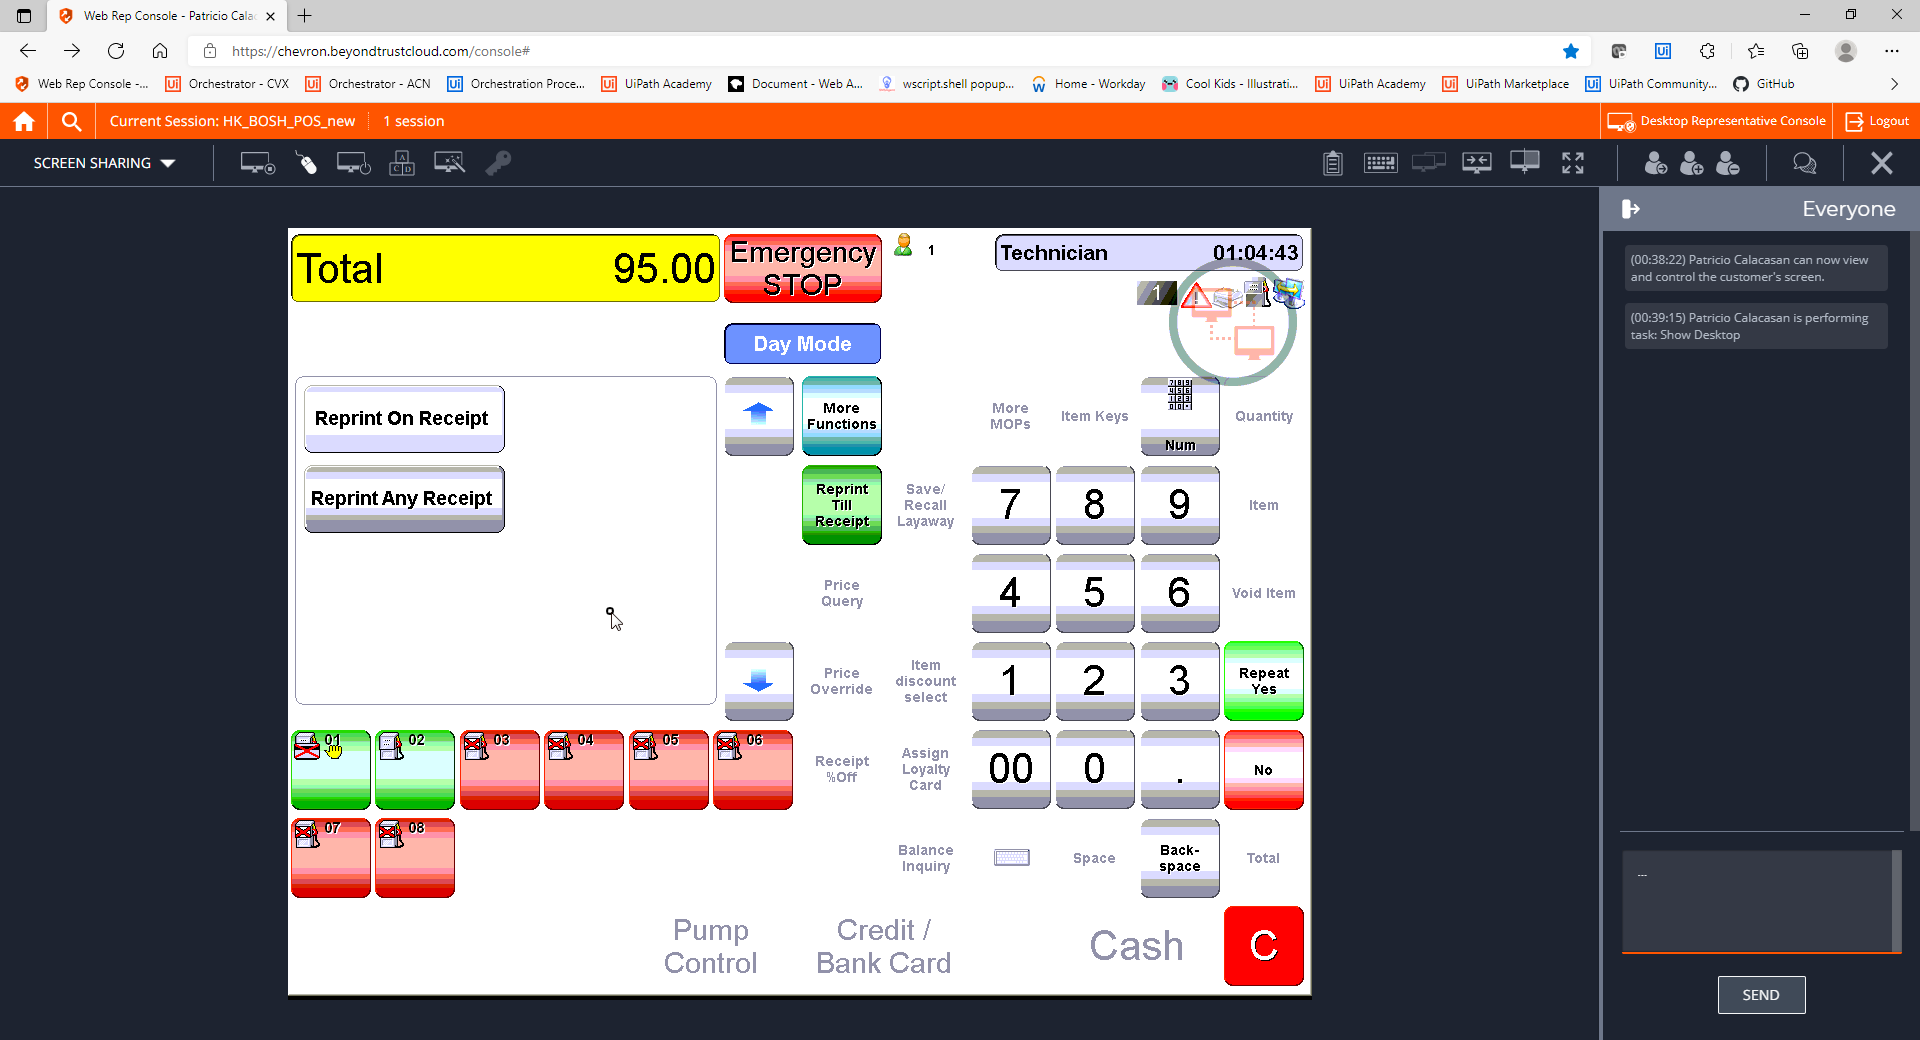 Web Rep Console - Patricio Cala
https://chevron.beyondtrustcloud.com/console#
Web Rep Console -...
Orchestrator - CVX
Orchestrator - ACN
Orchestration Proce...
UiPath Academy
Document - Web A...
wscript.shell popup...
Home - Workday
Cool Kids - Illustrati...
UiPath Academy
UiPath Marketplace
UiPath Community...
GitHub
Current Session: HK_BOSH_POS_new
1 session
Desktop Representative Console
Logout
SCREEN SHARING
Everyone
(00:38:22) Patricio Calacasan can now view
and control the customer's screen.
(00:39:15) Patricio Calacasan is performing
task: Show Desktop
---
SEND
Total 95.00
Emergency
STOP
1
Technician 01:04:43
1
Day Mode
Reprint On Receipt
Reprint Any Receipt
More
Functions
More
MOPs
Item Keys
Num
Quantity
Reprint
Till
Receipt
Save/
Recall
Layaway
7
8
9
Item
Price
Query
4
5
6
Void Item
Price
Override
Item
discount
select
1
2
3
Repeat
Yes
01
02
03
04
05
06
Receipt
%Off
Assign
Loyalty
Card
00
0
.
No
07
08
Balance
Inquiry
Space
Back-
space
Total
Pump
Control
Credit /
Bank Card
Cash
C